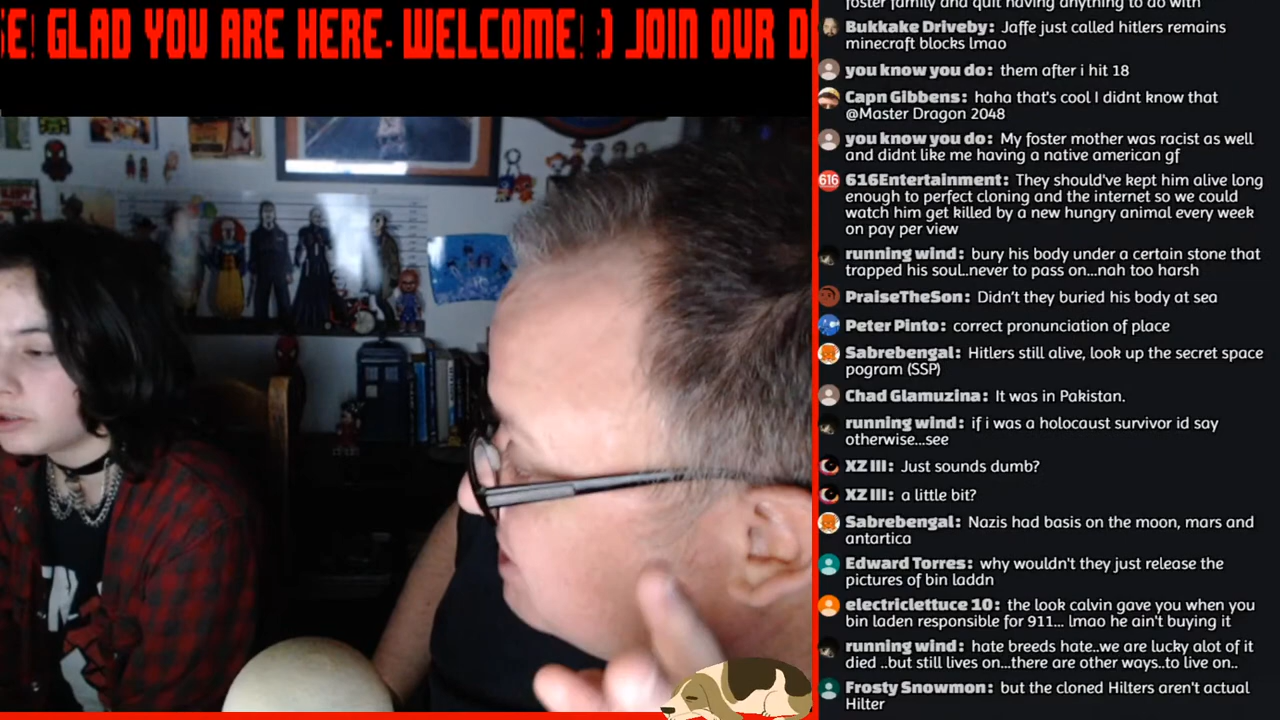 E! GLAD YOU ARE HERE. WELCOME! :) JOIN OUR D
foster family and quit having anything to do with
Bukkake Driveby: Jaffe just called hitlers remains
minecraft blocks lmao
you know you do: them after i hit 18
Capn Gibbens: haha that's cool I didnt know that
@Master Dragon 2048
you know you do: My foster mother was racist as well
and didnt like me having a native american gf
616 616Entertainment: They should've kept him alive long
enough to perfect cloning and the internet so we could
watch him get killed by a new hungry animal every week
on pay per view
running wind: bury his body under a certain stone that
trapped his soul..never to pass on...nah too harsh
PraiseTheSon: Didn't they buried his body at sea
Peter Pinto: correct pronunciation of place
Sabrebengal: Hitlers still alive, look up the secret space
pogram (SSP)
Chad Glamuzina: It was in Pakistan.
running wind: if i was a holocaust survivor id say
otherwise...see
XZ III: Just sounds dumb?
XZ III: a little bit?
Sabrebengal: Nazis had basis on the moon, mars and
antartica
Edward Torres: why wouldn't they just release the
pictures of bin laddn
electriclettuce 10: the look calvin gave you when you
bin laden responsible for 911... lmao he ain't buying it
running wind: hate breeds hate..we are lucky alot of it
died ..but still lives on...there are other ways..to live on..
Frosty Snowmon: but the cloned Hilters aren't actual
Hilter